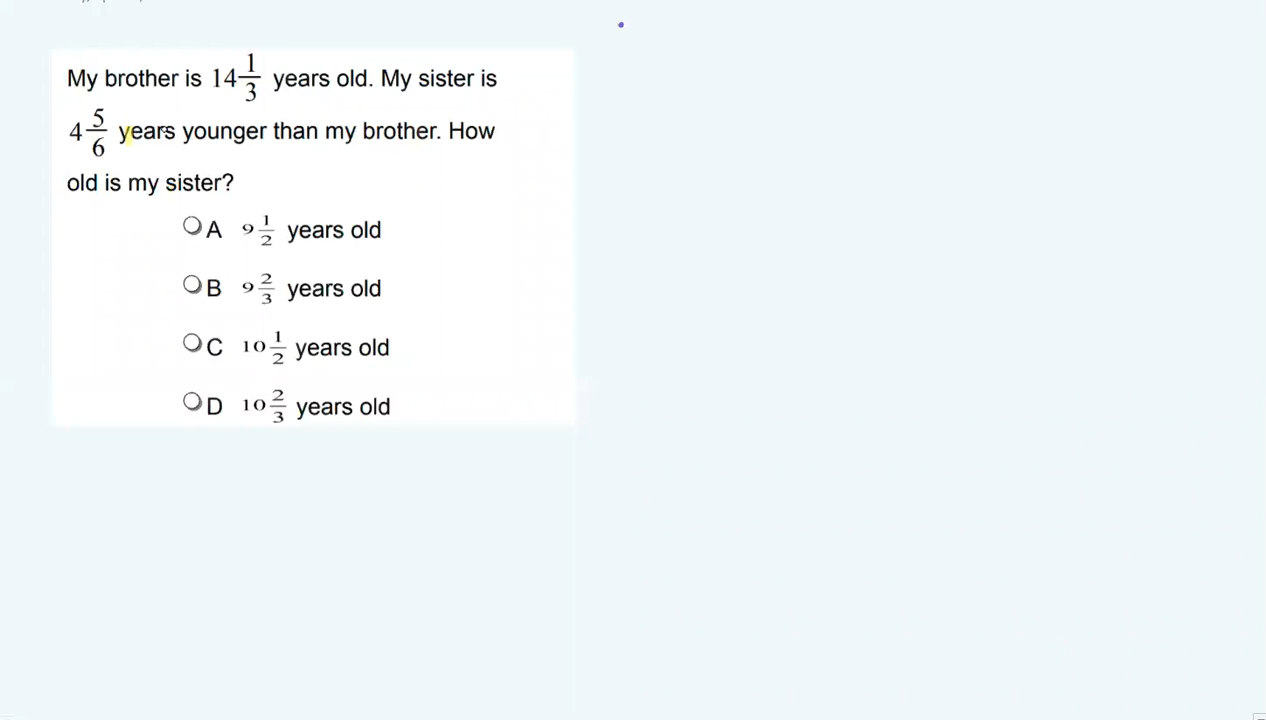 My brother is 14 1/3 years old. My sister is
4 5/6 years younger than my brother. How
old is my sister?
A 9 1/2 years old
B 9 2/3 years old
C 10 1/2 years old
D 10 2/3 years old